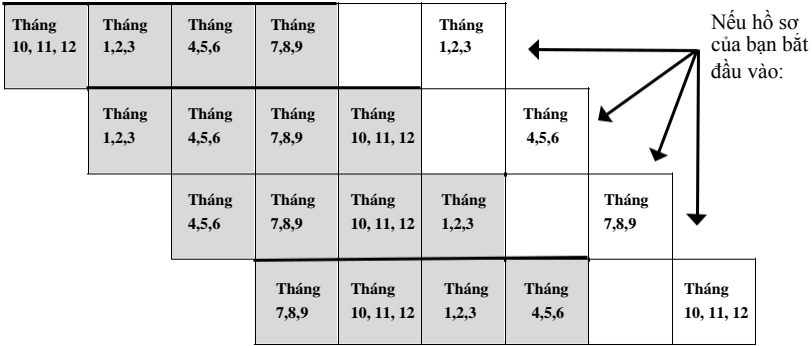 Tháng
10, 11, 12
Tháng
1,2,3
Tháng
4,5,6
Tháng
7,8,9
Tháng
1,2,3
Nếu hồ sơ
của bạn bắt
đầu vào:
Tháng
1,2,3
Tháng
4,5,6
Tháng
7,8,9
Tháng
10, 11, 12
Tháng
4,5,6
Tháng
4,5,6
Tháng
7,8,9
Tháng
10, 11, 12
Tháng
1,2,3
Tháng
7,8,9
Tháng
7,8,9
Tháng
10, 11, 12
Tháng
1,2,3
Tháng
4,5,6
Tháng
10, 11, 12